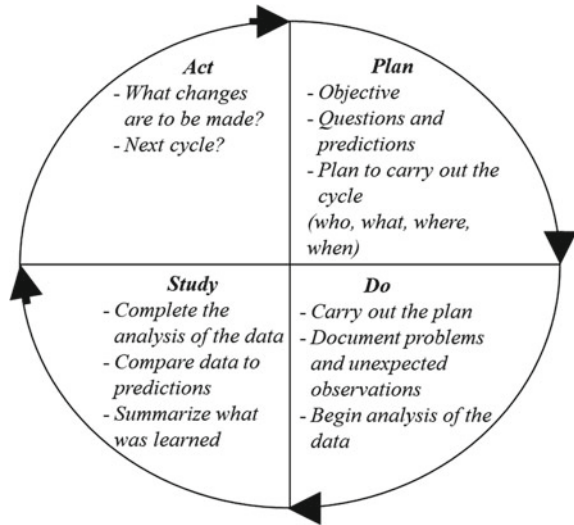 Act
- What changes
are to be made?
- Next cycle?
Plan
- Objective
- Questions and
predictions
- Plan to carry out the
cycle
(who, what, where,
when)
Study
- Complete the
analysis of the data
- Compare data to
predictions
- Summarize what
was learned
Do
- Carry out the plan
- Document problems
and unexpected
observations
- Begin analysis of the
data